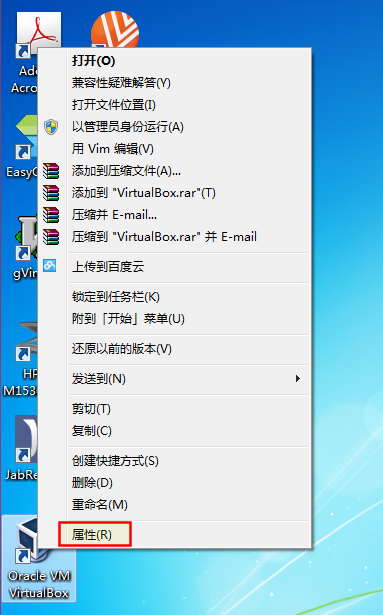 Ado
Acro
打开(O)
兼容性疑难解答(Y)
打开文件位置(I)
以管理员身份运行(A)
用 Vim 编辑(V)
EasyC
添加到压缩文件(A)...
添加到 "VirtualBox.rar"(T)
压缩并 E-mail...
压缩到 "VirtualBox.rar" 并 E-mail
上传到百度云
gVim
锁定到任务栏(K)
附到「开始」菜单(U)
还原以前的版本(V)
HP
M153
发送到(N)
剪切(T)
复制(C)
创建快捷方式(S)
JabRe
删除(D)
重命名(M)
属性(R)
Oracle VM
VirtualBox